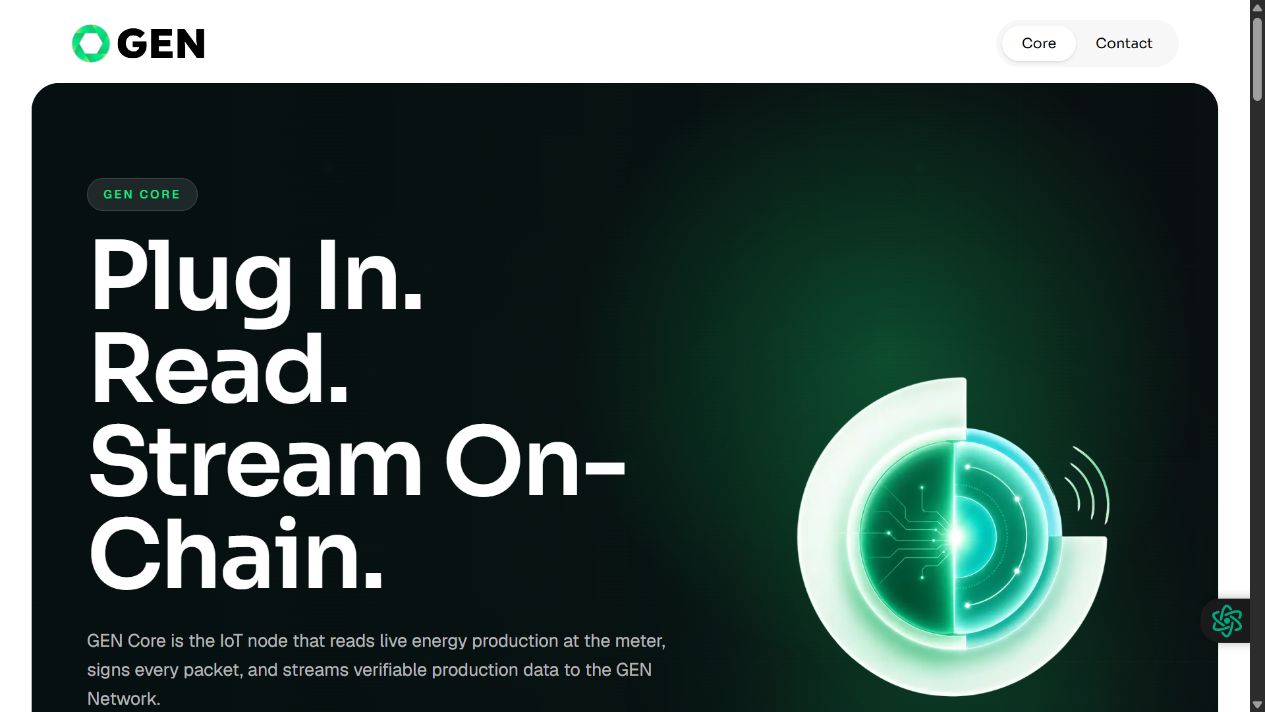 GEN
Core
Contact
GEN CORE
Plug In.
Read.
Stream On-
Chain.
GEN Core is the IoT node that reads live energy production at the meter,
signs every packet, and streams verifiable production data to the GEN
Network.